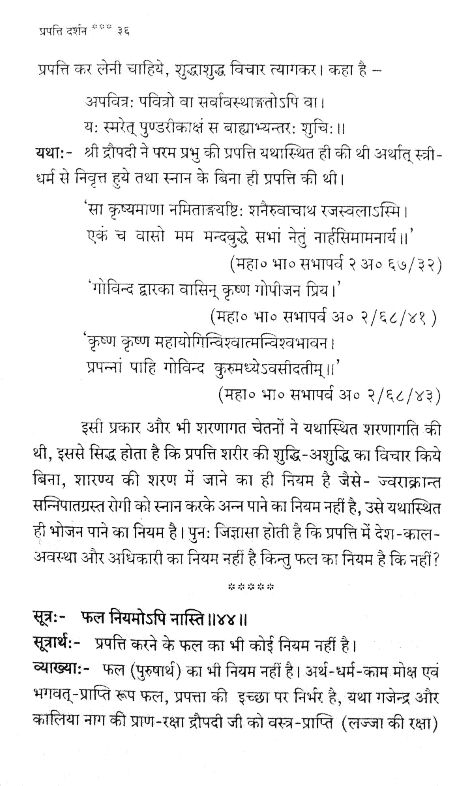 प्रपत्ति दर्शन *** ३६
प्रपत्ति कर लेनी चाहिये, शुद्धाशुद्ध विचार त्यागकर। कहा है –
अपवित्रः पवित्रो वा सर्वावस्थाङ्गतोऽपि वा।
यः स्मरेत् पुण्डरीकाक्षं स बाह्याभ्यन्तरः शुचिः॥
यथाः- श्री द्रौपदी ने परम प्रभु की प्रपत्ति यथास्थित ही की थी अर्थात् स्त्री-
धर्म से निवृत्त हुये तथा स्नान के बिना ही प्रपत्ति की थी।
‘सा कृष्यमाणा नमिताङ्गयष्टिः शनैरुवाचाथ रजस्वलाऽस्मि।
एकं च वासो मम मन्दबुद्धे सभां नेतुं नार्हसिमामनार्य॥’
(महा० भा० सभापर्व २ अ० ६७/३२)
‘गोविन्द द्वारका वासिन् कृष्ण गोपीजन प्रिय।’
(महा० भा० सभापर्व अ० २/६८/४१ )
‘कृष्ण कृष्ण महायोगिन्विश्वात्मन्विश्वभावन।
प्रपन्नां पाहि गोविन्द कुरुमध्येऽवसीदतीम्॥’
(महा० भा० सभापर्व अ० २/६८/४३)
इसी प्रकार और भी शरणागत चेतनों ने यथास्थित शरणागति की
थी, इससे सिद्ध होता है कि प्रपत्ति शरीर की शुद्धि-अशुद्धि का विचार किये
बिना, शारण्य की शरण में जाने का ही नियम है जैसे- ज्वराक्रान्त
सन्निपातग्रस्त रोगी को स्नान करके अन्न पाने का नियम नहीं है, उसे यथास्थित
ही भोजन पाने का नियम है। पुनः जिज्ञासा होती है कि प्रपत्ति में देश-काल-
अवस्था और अधिकारी का नियम नहीं है किन्तु फल का नियम है कि नहीं?
*****
सूत्रः- फल नियमोऽपि नास्ति॥४४॥
सूत्रार्थः- प्रपत्ति करने के फल का भी कोई नियम नहीं है।
व्याख्याः- फल (पुरुषार्थ) का भी नियम नहीं है। अर्थ-धर्म-काम मोक्ष एवं
भगवत्-प्राप्ति रूप फल, प्रपत्ता की इच्छा पर निर्भर है, यथा गजेन्द्र और
कालिया नाग की प्राण-रक्षा द्रौपदी जी को वस्त्र-प्राप्ति (लज्जा की रक्षा)